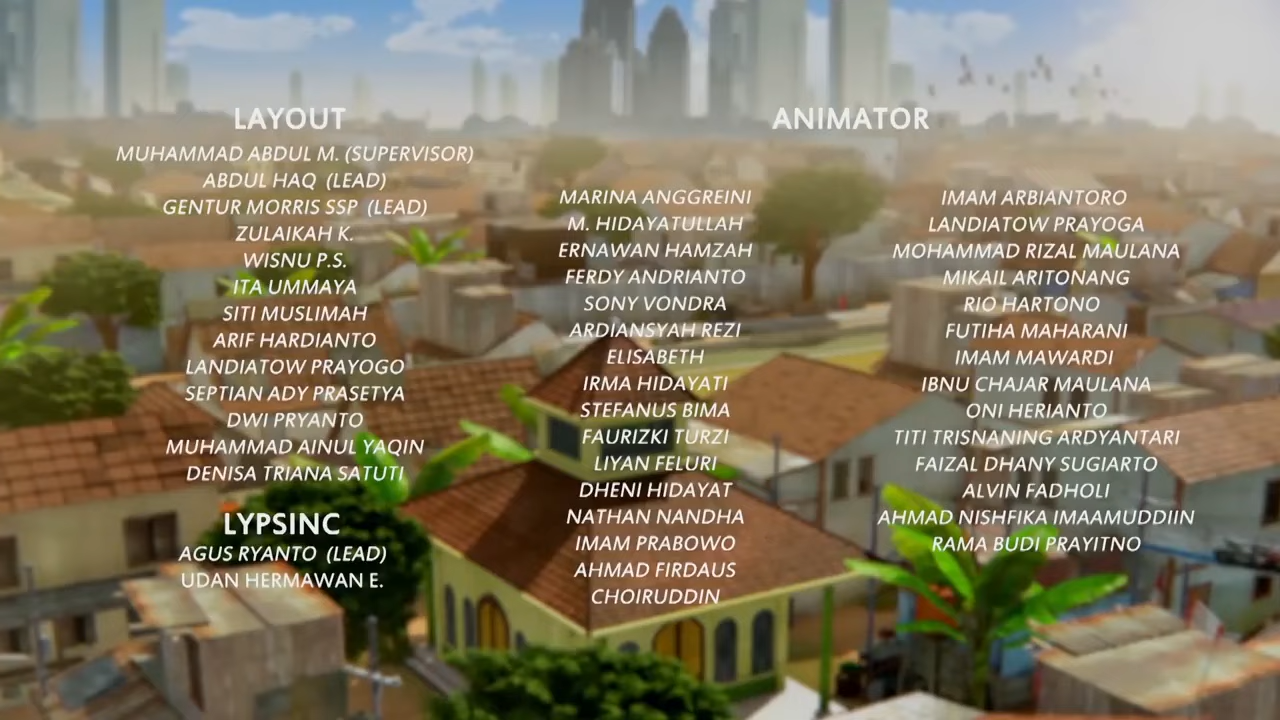 LAYOUT
MUHAMMAD ABDUL M. (SUPERVISOR)
ABDUL HAQ (LEAD)
GENTUR MORRIS SSP (LEAD)
ZULAIKAH K.
WISNU P.S.
ITA UMMAYA
SITI MUSLIMAH
ARIF HARDIANTO
LANDIATOW PRAYOGO
SEPTIAN ADY PRASETYA
DWI PRYANTO
MUHAMMAD AINUL YAQIN
DENISA TRIANA SATUTI
LYPSINC
AGUS RYANTO (LEAD)
UDAN HERMAWAN E.
ANIMATOR
MARINA ANGGREINI
M. HIDAYATULLAH
ERNAWAN HAMZAH
FERDY ANDRIANTO
SONY VONDRA
ARDIANSYAH REZI
ELISABETH
IRMA HIDAYATI
STEFANUS BIMA
FAURIZKI TURZI
LIYAN FELURI
DHENI HIDAYAT
NATHAN NANDHA
IMAM PRABOWO
AHMAD FIRDAUS
CHOIRUDDIN
IMAM ARBIANTORO
LANDIATOW PRAYOGA
MOHAMMAD RIZAL MAULANA
MIKAIL ARITONANG
RIO HARTONO
FUTIHA MAHARANI
IMAM MAWARDI
IBNU CHAJAR MAULANA
ONI HERIANTO
TITI TRISNANING ARDYANTARI
FAIZAL DHANY SUGIARTO
ALVIN FADHOLI
AHMAD NISHFIKA IMAAMUDDIIN
RAMA BUDI PRAYITNO